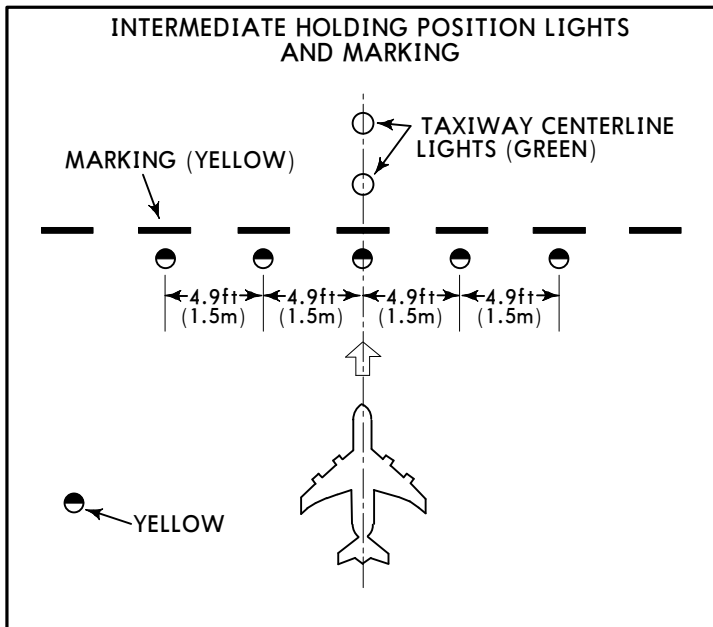 INTERMEDIATE HOLDING POSITION LIGHTS
AND MARKING
TAXIWAY CENTERLINE
LIGHTS (GREEN)
MARKING (YELLOW)
4.9ft 4.9ft 4.9ft 4.9ft
(1.5m) (1.5m) (1.5m) (1.5m)
YELLOW